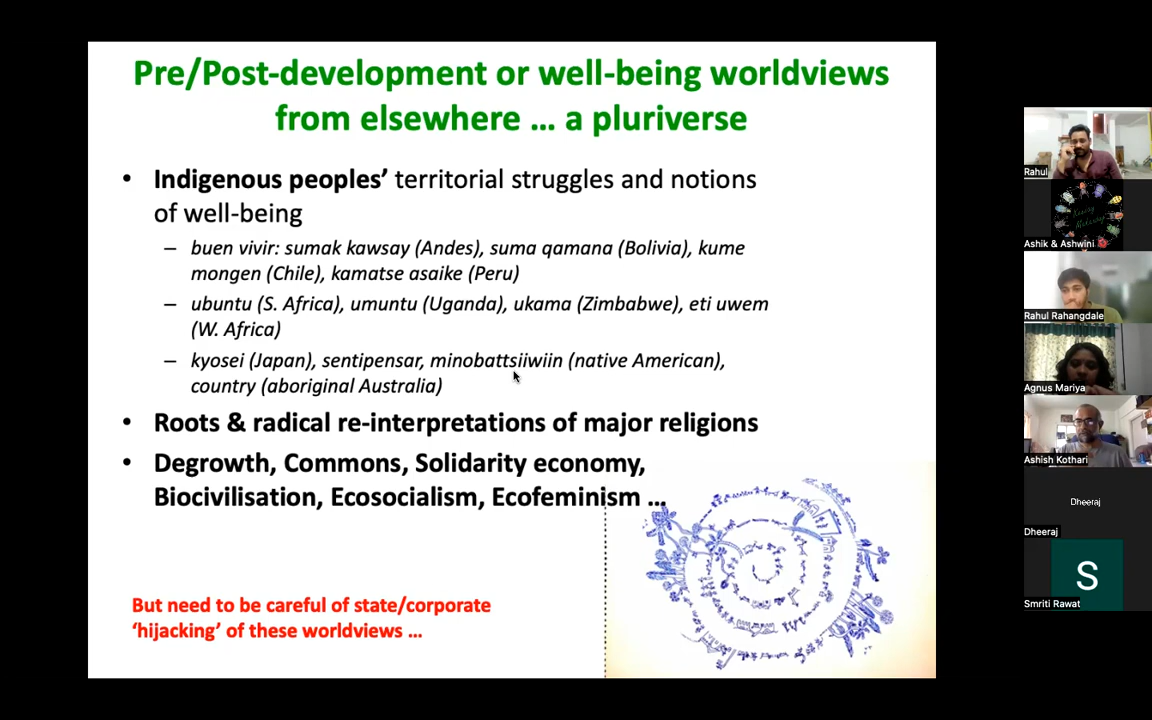 Pre/Post-development or well-being worldviews
from elsewhere … a pluriverse
• Indigenous peoples’ territorial struggles and notions
of well-being
– buen vivir: sumak kawsay (Andes), suma qamana (Bolivia), kume
mongen (Chile), kamatse asaike (Peru)
– ubuntu (S. Africa), umuntu (Uganda), ukama (Zimbabwe), eti uwem
(W. Africa)
– kyosei (Japan), sentipensar, minobattsiiwiin (native American),
country (aboriginal Australia)
• Roots & radical re-interpretations of major religions
• Degrowth, Commons, Solidarity economy,
Biocivilisation, Ecosocialism, Ecofeminism …
But need to be careful of state/corporate
‘hijacking’ of these worldviews …
Rahul
Ashik & Ashwini
Rahul Rahangdale
Agnus Mariya
Ashish Kothari
Dheeraj
Dheeraj
S
Smriti Rawat